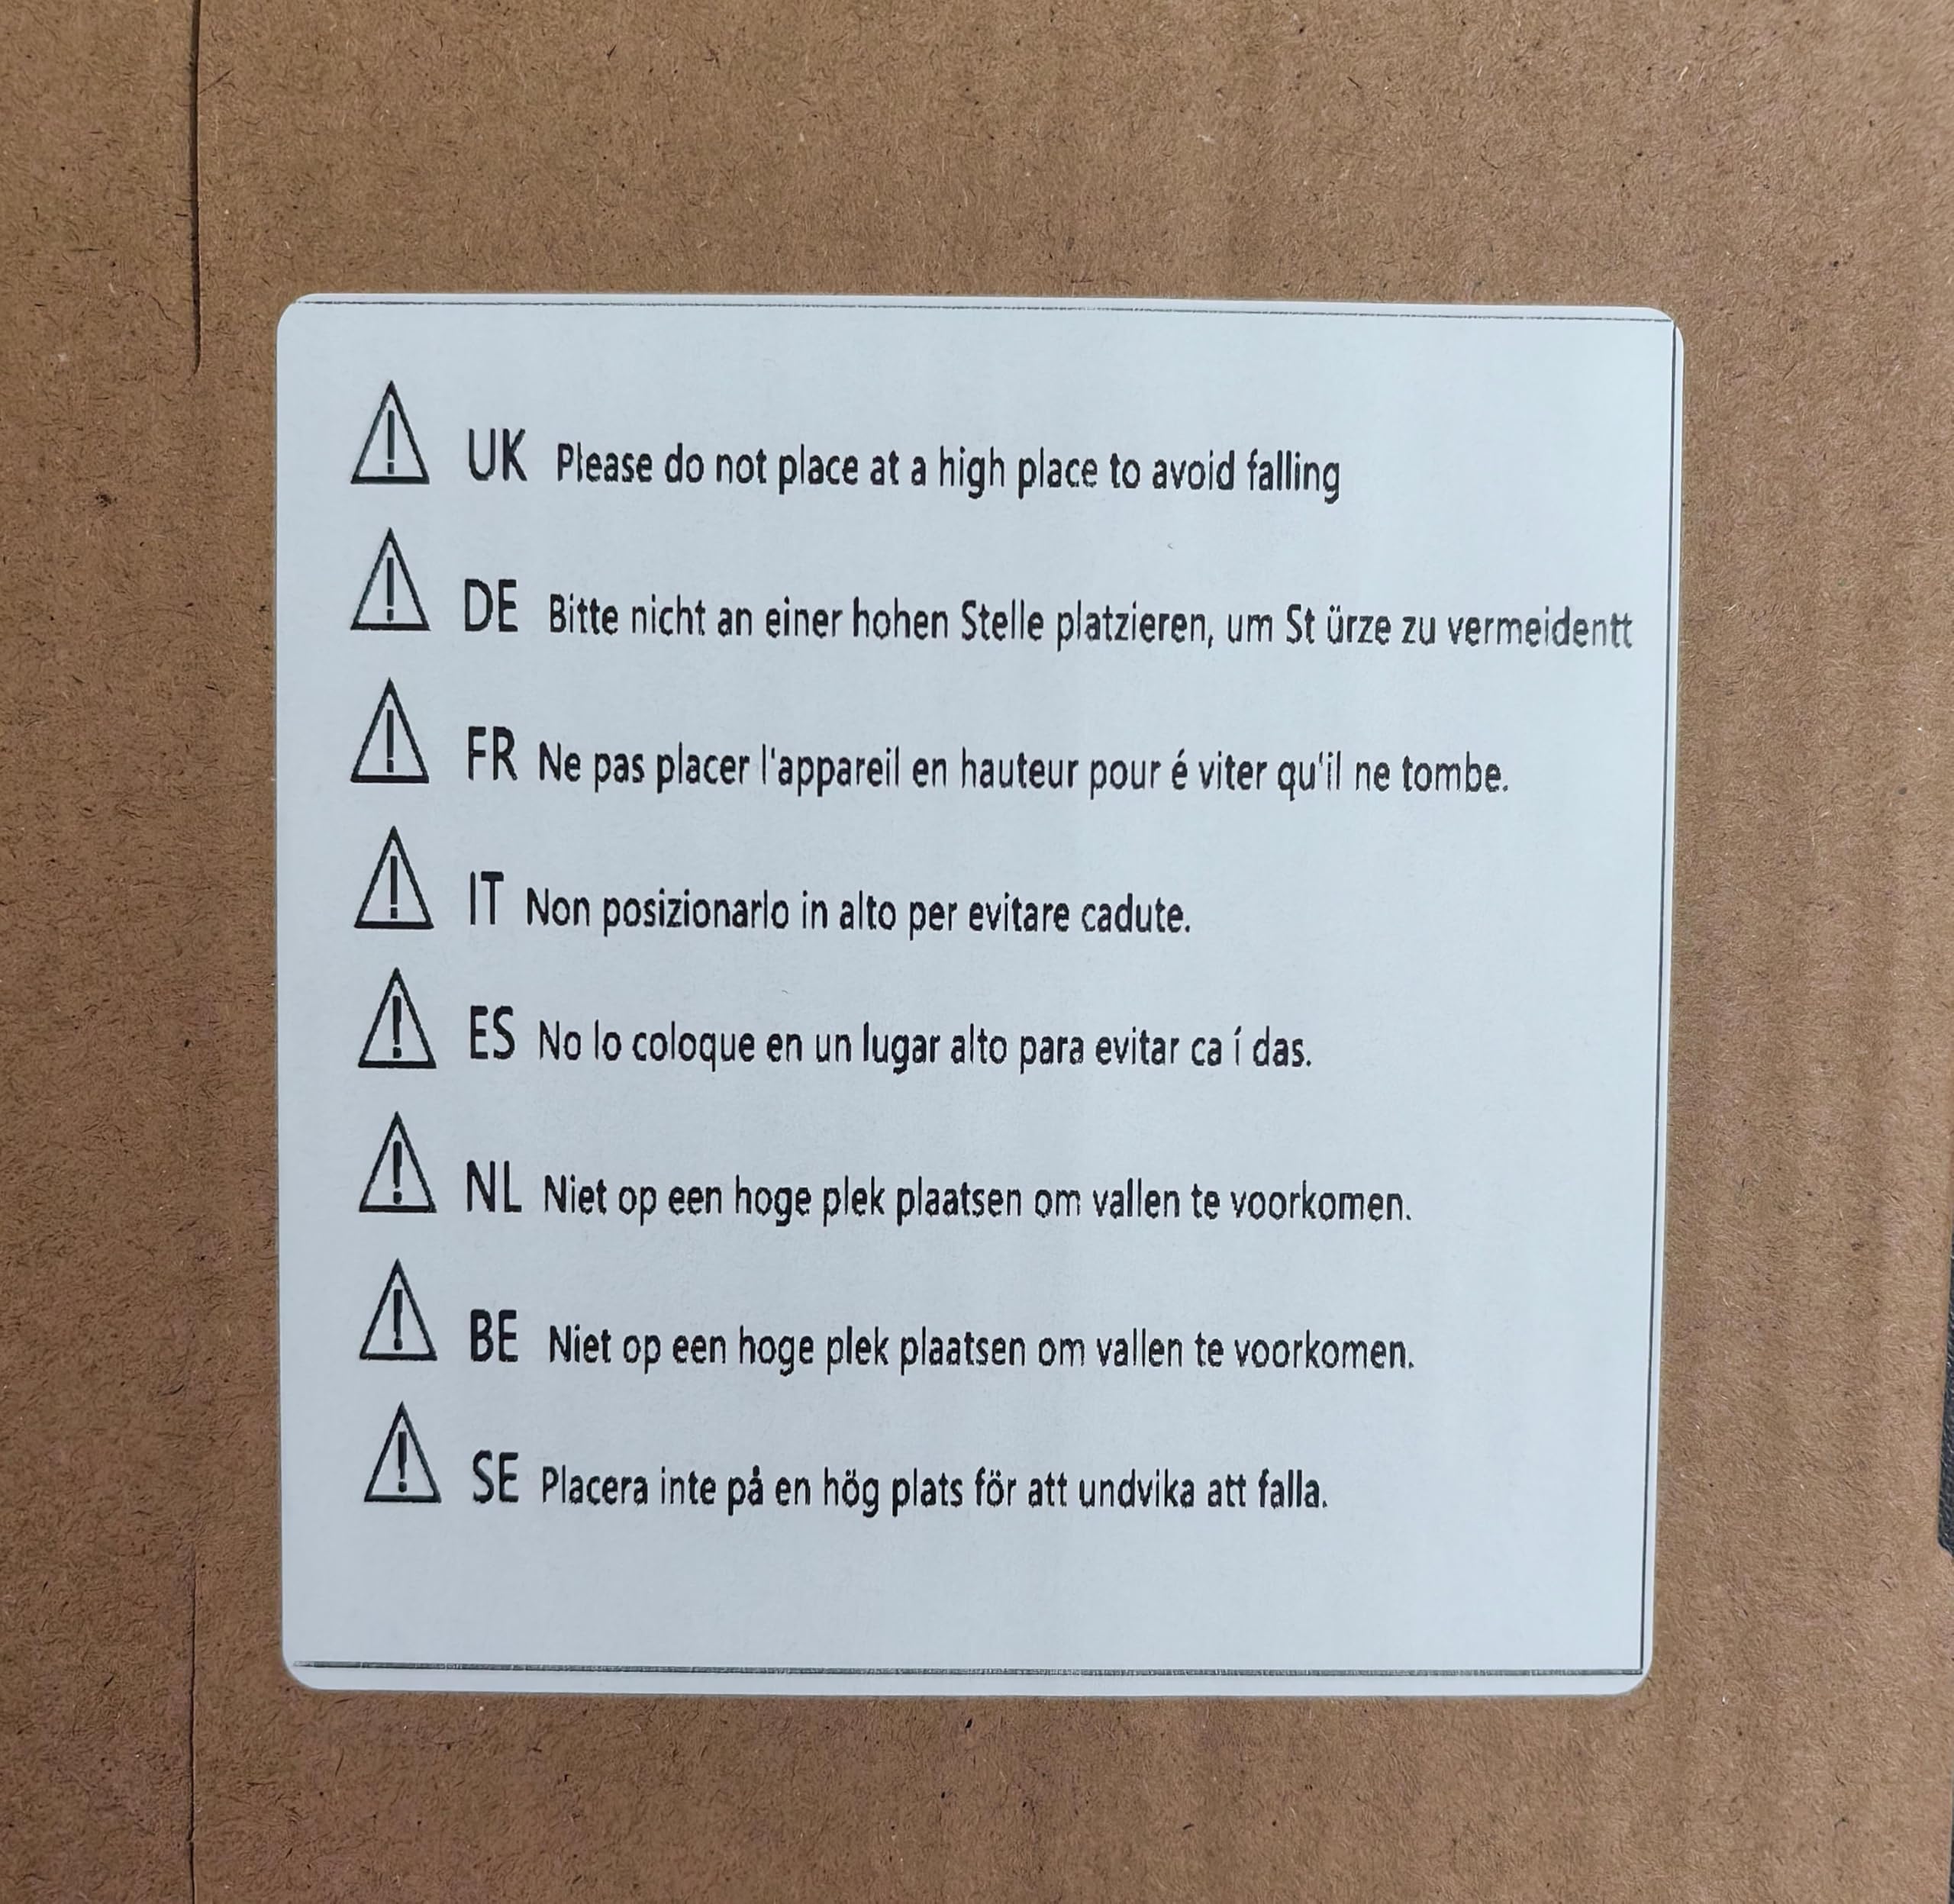 UK Please do not place at a high place to avoid falling
DE Bitte nicht an einer hohen Stelle platzieren, um St ürze zu vermeidentt
FR Ne pas placer l'appareil en hauteur pour é viter qu'il ne tombe.
IT Non posizionarlo in alto per evitare cadute.
ES No lo coloque en un lugar alto para evitar ca í das.
NL Niet op een hoge plek plaatsen om vallen te voorkomen.
BE Niet op een hoge plek plaatsen om vallen te voorkomen.
SE Placera inte på en hög plats för att undvika att falla.